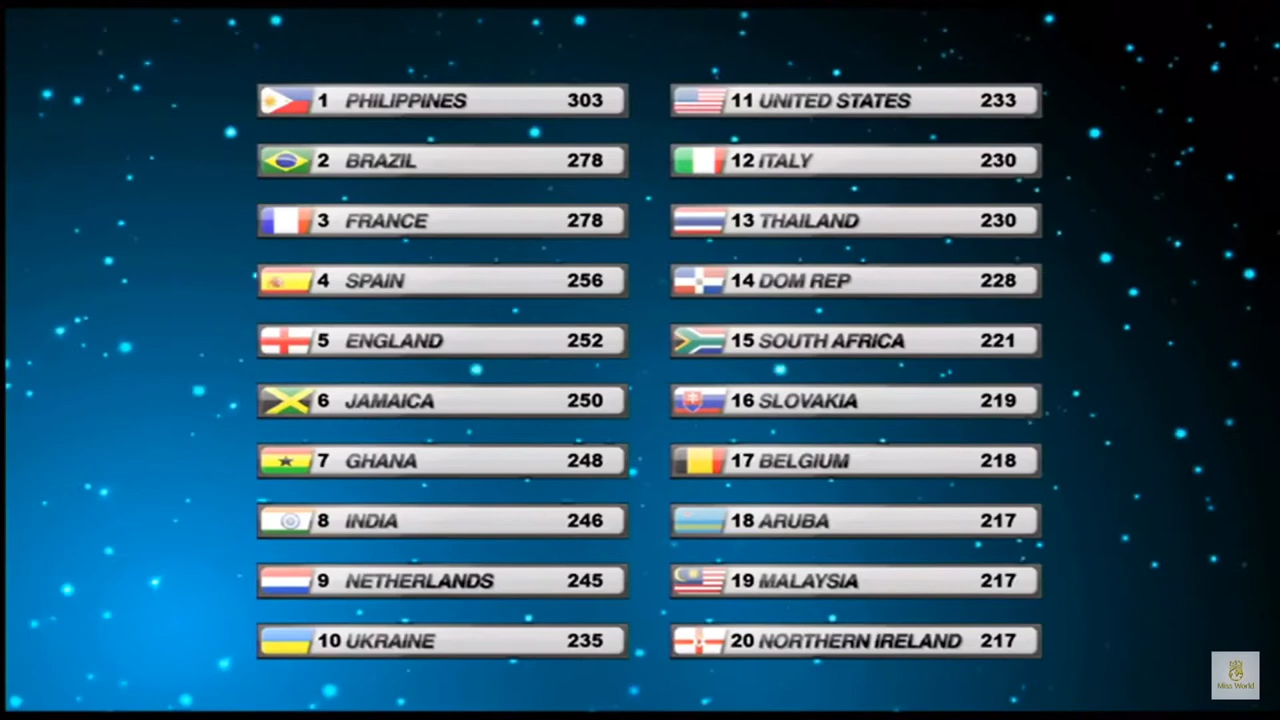 1 PHILIPPINES 303
2 BRAZIL 278
3 FRANCE 278
4 SPAIN 256
5 ENGLAND 252
6 JAMAICA 250
7 GHANA 248
8 INDIA 246
9 NETHERLANDS 245
10 UKRAINE 235
11 UNITED STATES 233
12 ITALY 230
13 THAILAND 230
14 DOM REP 228
15 SOUTH AFRICA 221
16 SLOVAKIA 219
17 BELGIUM 218
18 ARUBA 217
19 MALAYSIA 217
20 NORTHERN IRELAND 217
Miss World